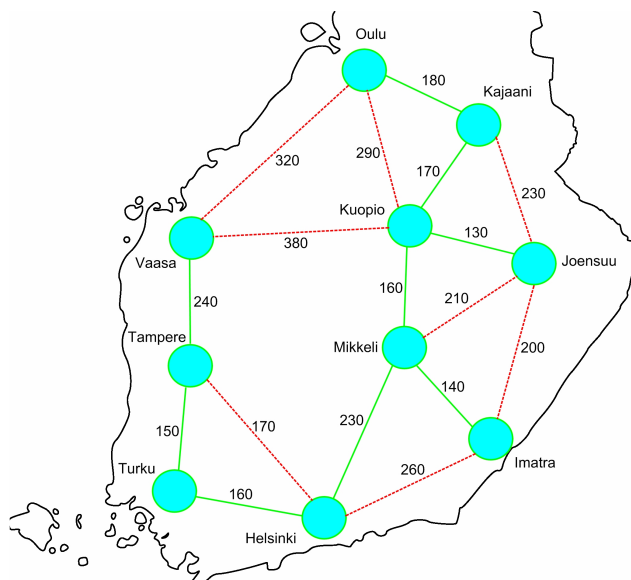 Oulu
180
Kajaani
320
290
170
230
Kuopio
380
130
Vaasa
Joensuu
240
160
210
Tampere
Mikkeli
200
140
150
170
230
Turku
260
Imatra
160
Helsinki